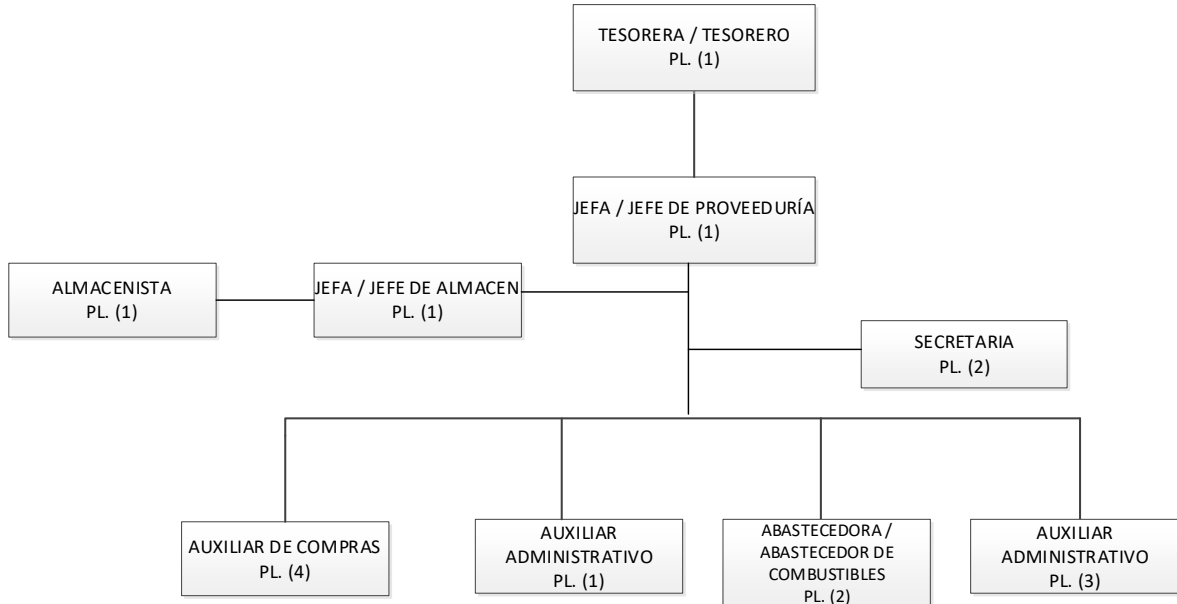 TESORERA / TESORERO
PL. (1)
JEFA / JEFE DE PROVEEDURÍA
PL. (1)
ALMACENISTA
PL. (1)
JEFA / JEFE DE ALMACEN
PL. (1)
SECRETARIA
PL. (2)
AUXILIAR DE COMPRAS
PL. (4)
AUXILIAR
ADMINISTRATIVO
PL. (1)
ABASTECEDORA /
ABASTECEDOR DE
COMBUSTIBLES
PL. (2)
AUXILIAR
ADMINISTRATIVO
PL. (3)